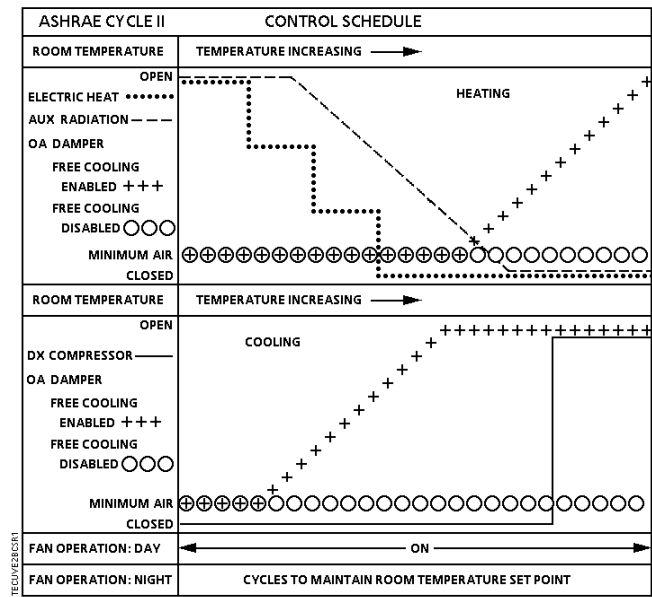 ASHRAE CYCLE II CONTROL SCHEDULE
ROOM TEMPERATURE TEMPERATURE INCREASING
OPEN
HEATING
ELECTRIC HEAT
AUX RADIATION
OA DAMPER
FREE COOLING
ENABLED +++
FREE COOLING
DISABLED
MINIMUM AIR
CLOSED
ROOM TEMPERATURE TEMPERATURE INCREASING
OPEN
COOLING
DX COMPRESSOR
OA DAMPER
FREE COOLING
ENABLED +++
FREE COOLING
DISABLED
MINIMUM AIR
CLOSED
FAN OPERATION: DAY ON
FAN OPERATION: NIGHT CYCLES TO MAINTAIN ROOM TEMPERATURE SET POINT